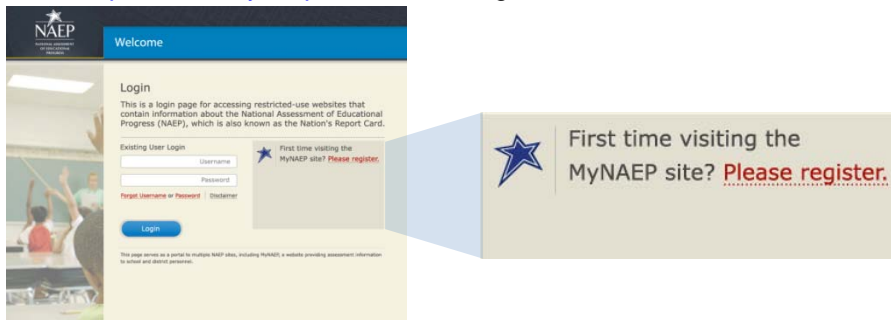 NAEP
NATIONAL ASSESSMENT
OF EDUCATIONAL
PROGRESS
Welcome
Login
This is a login page for accessing restricted-use websites that
contain information about the National Assessment of Educational
Progress (NAEP), which is also known as the Nation's Report Card.
Existing User Login
Username
Password
Forgot Username or Password | Disclaimer
Login
First time visiting the
MyNAEP site? Please register.
This page serves as a portal to multiple NAEP sites, including MyNAEP, a website providing assessment information
to school and district personnel.
First time visiting the
MyNAEP site? Please register.